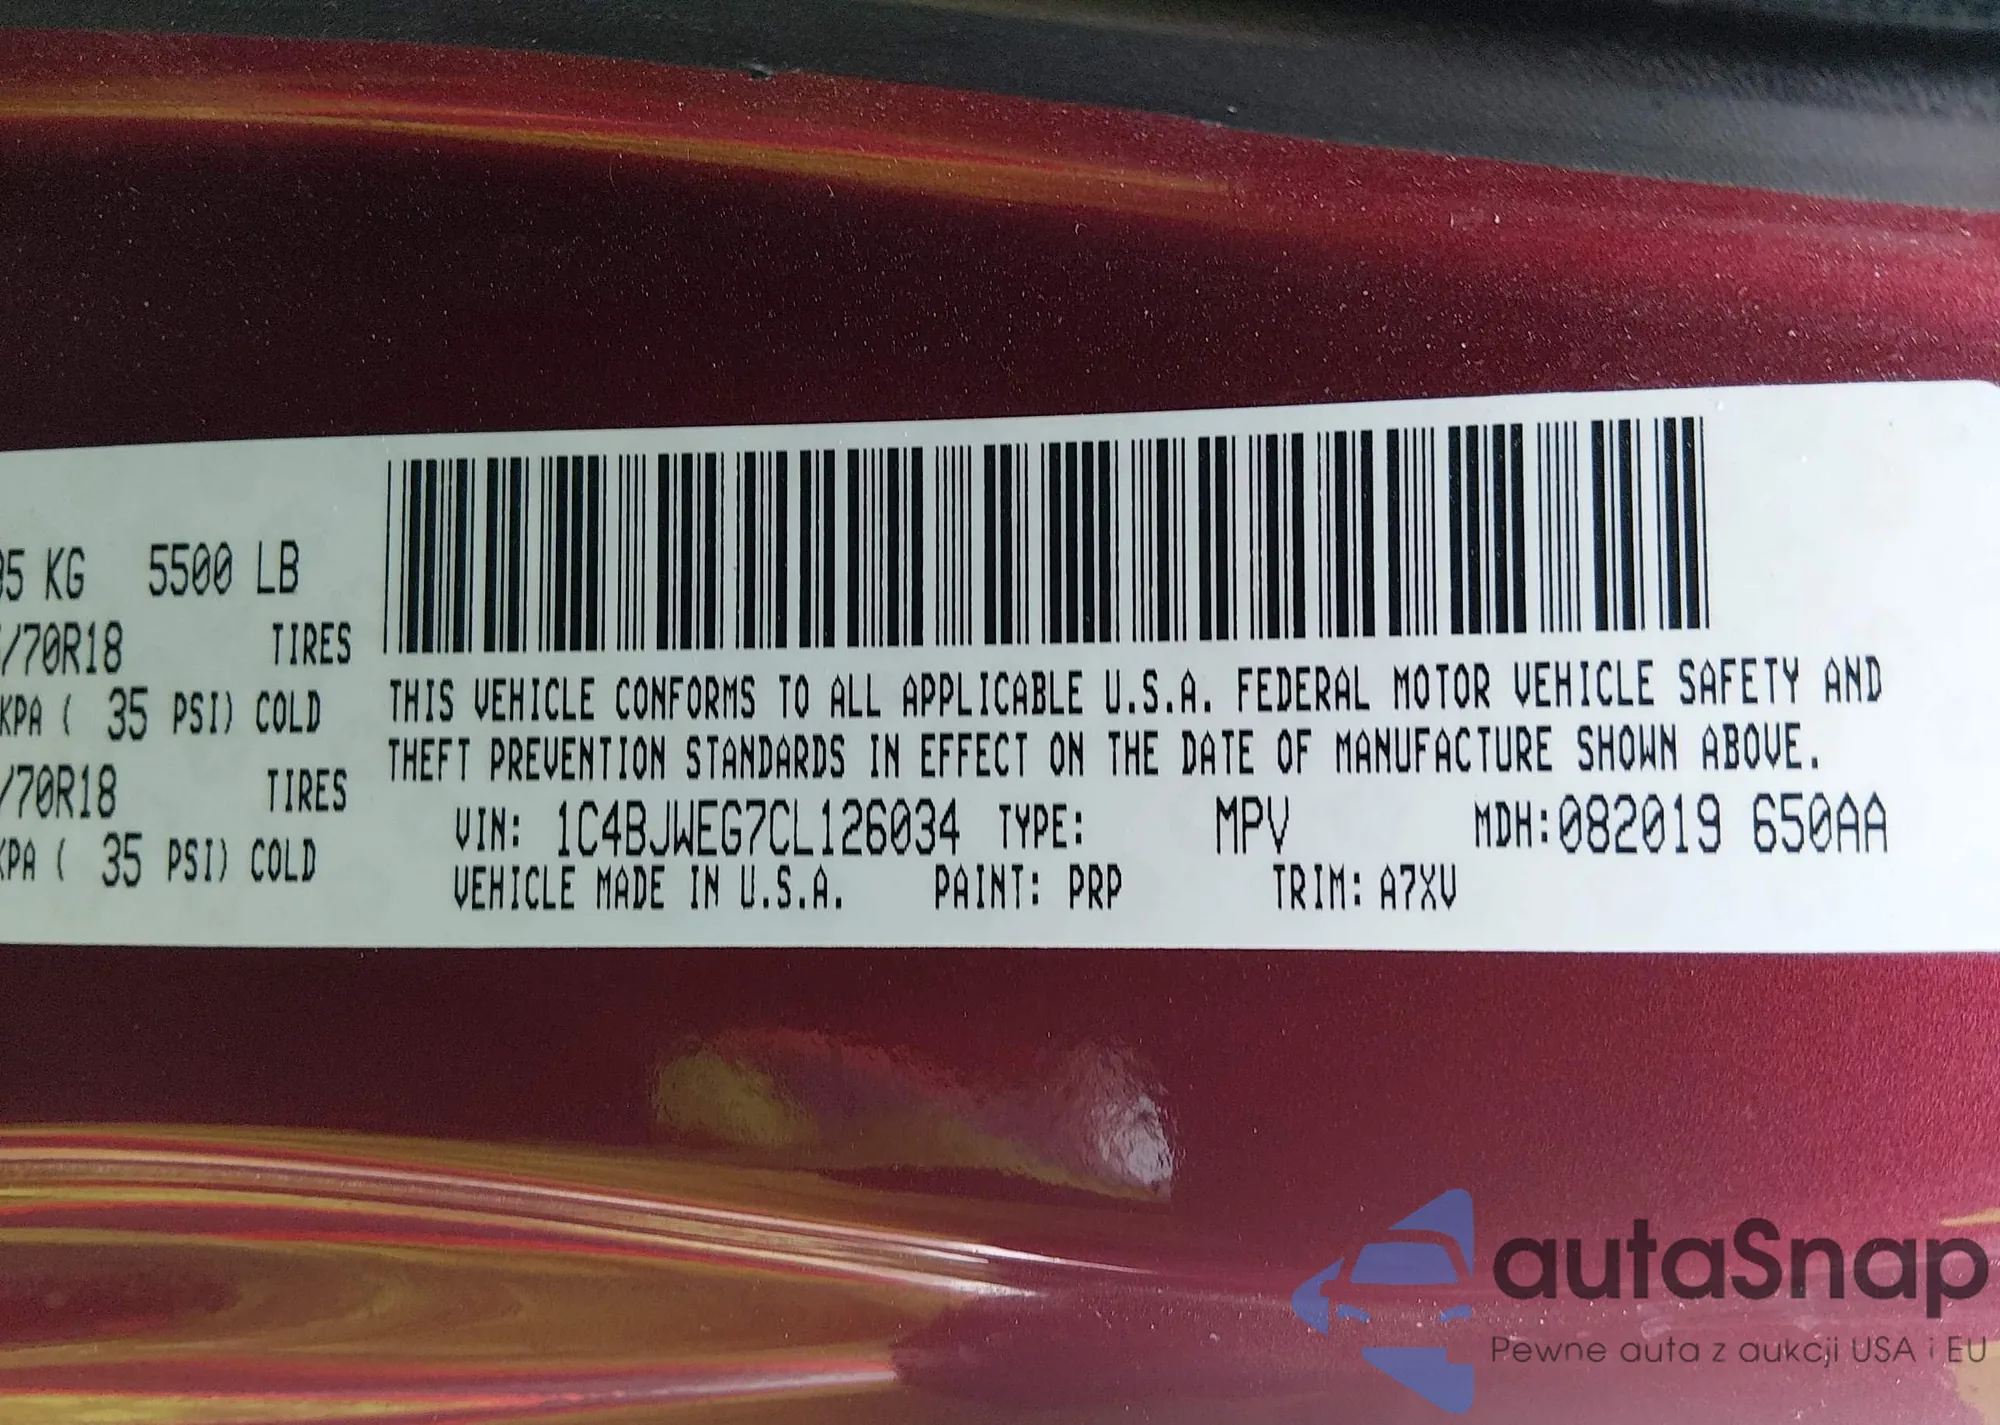 5 KG 5500 LB
/70R18 TIRES
KPA ( 35 PSI) COLD
/70R18 TIRES
KPA ( 35 PSI) COLD
THIS VEHICLE CONFORMS TO ALL APPLICABLE U.S.A. FEDERAL MOTOR VEHICLE SAFETY AND
THEFT PREVENTION STANDARDS IN EFFECT ON THE DATE OF MANUFACTURE SHOWN ABOVE.
VIN: 1C4BJWEG7CL126034 TYPE: MPV MDH:082019 650AA
VEHICLE MADE IN U.S.A. PAINT: PRP TRIM: A7XV
autaSnap
Pewne auta z aukcji USA i EU